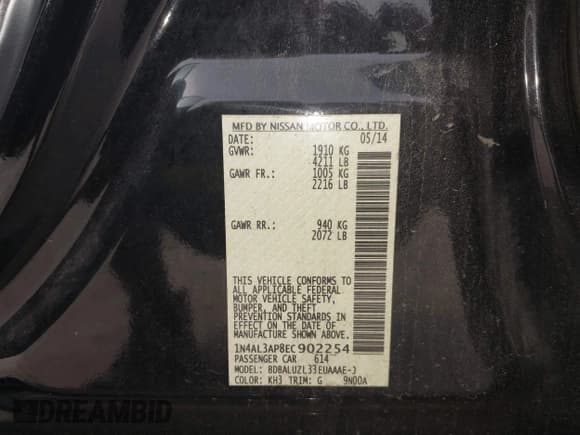 MFD BY NISSAN MOTOR CO., LTD.
DATE: 05/14
GVWR: 1910 KG
4211 LB
GAWR FR.: 1005 KG
2216 LB
GAWR RR.: 940 KG
2072 LB
THIS VEHICLE CONFORMS TO
ALL APPLICABLE FEDERAL
MOTOR VEHICLE SAFETY,
BUMPER, AND THEFT
PREVENTION STANDARDS IN
EFFECT ON THE DATE OF
MANUFACTURE SHOWN ABOVE.
1N4AL3AP8EC902254
PASSENGER CAR 614
MODEL: BDBALUZL33EUAAAE-J
COLOR: KH3 TRIM: G 9N00A
DREAMBID